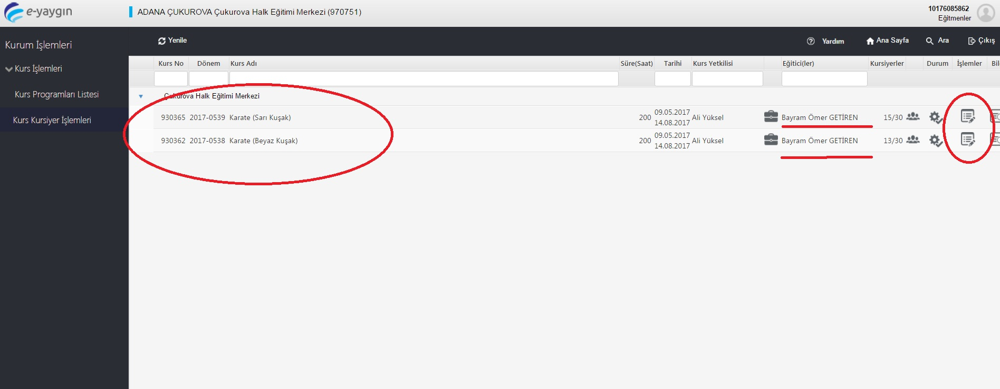 e-yaygın
ADANA ÇUKUROVA Çukurova Halk Eğitimi Merkezi (970751)
10176085862
Eğitmenler
Kurum İşlemleri
Kurs İşlemleri
Kurs Programları Listesi
Kurs Kursiyer İşlemleri
Yenile
Yardım
Ana Sayfa
Ara
Çıkış
Kurs No Dönem Kurs Adı Süre(Saat) Tarihi Kurs Yetkilisi Eğitici(ler) Kursiyerler Durum İşlemler Bil
Çukurova Halk Eğitimi Merkezi
930365 2017-0539 Karate (Sarı Kuşak) 200 09.05.2017 14.08.2017 Ali Yüksel Bayram Ömer GETİREN 15/30
930362 2017-0538 Karate (Beyaz Kuşak) 200 09.05.2017 14.08.2017 Ali Yüksel Bayram Ömer GETİREN 13/30